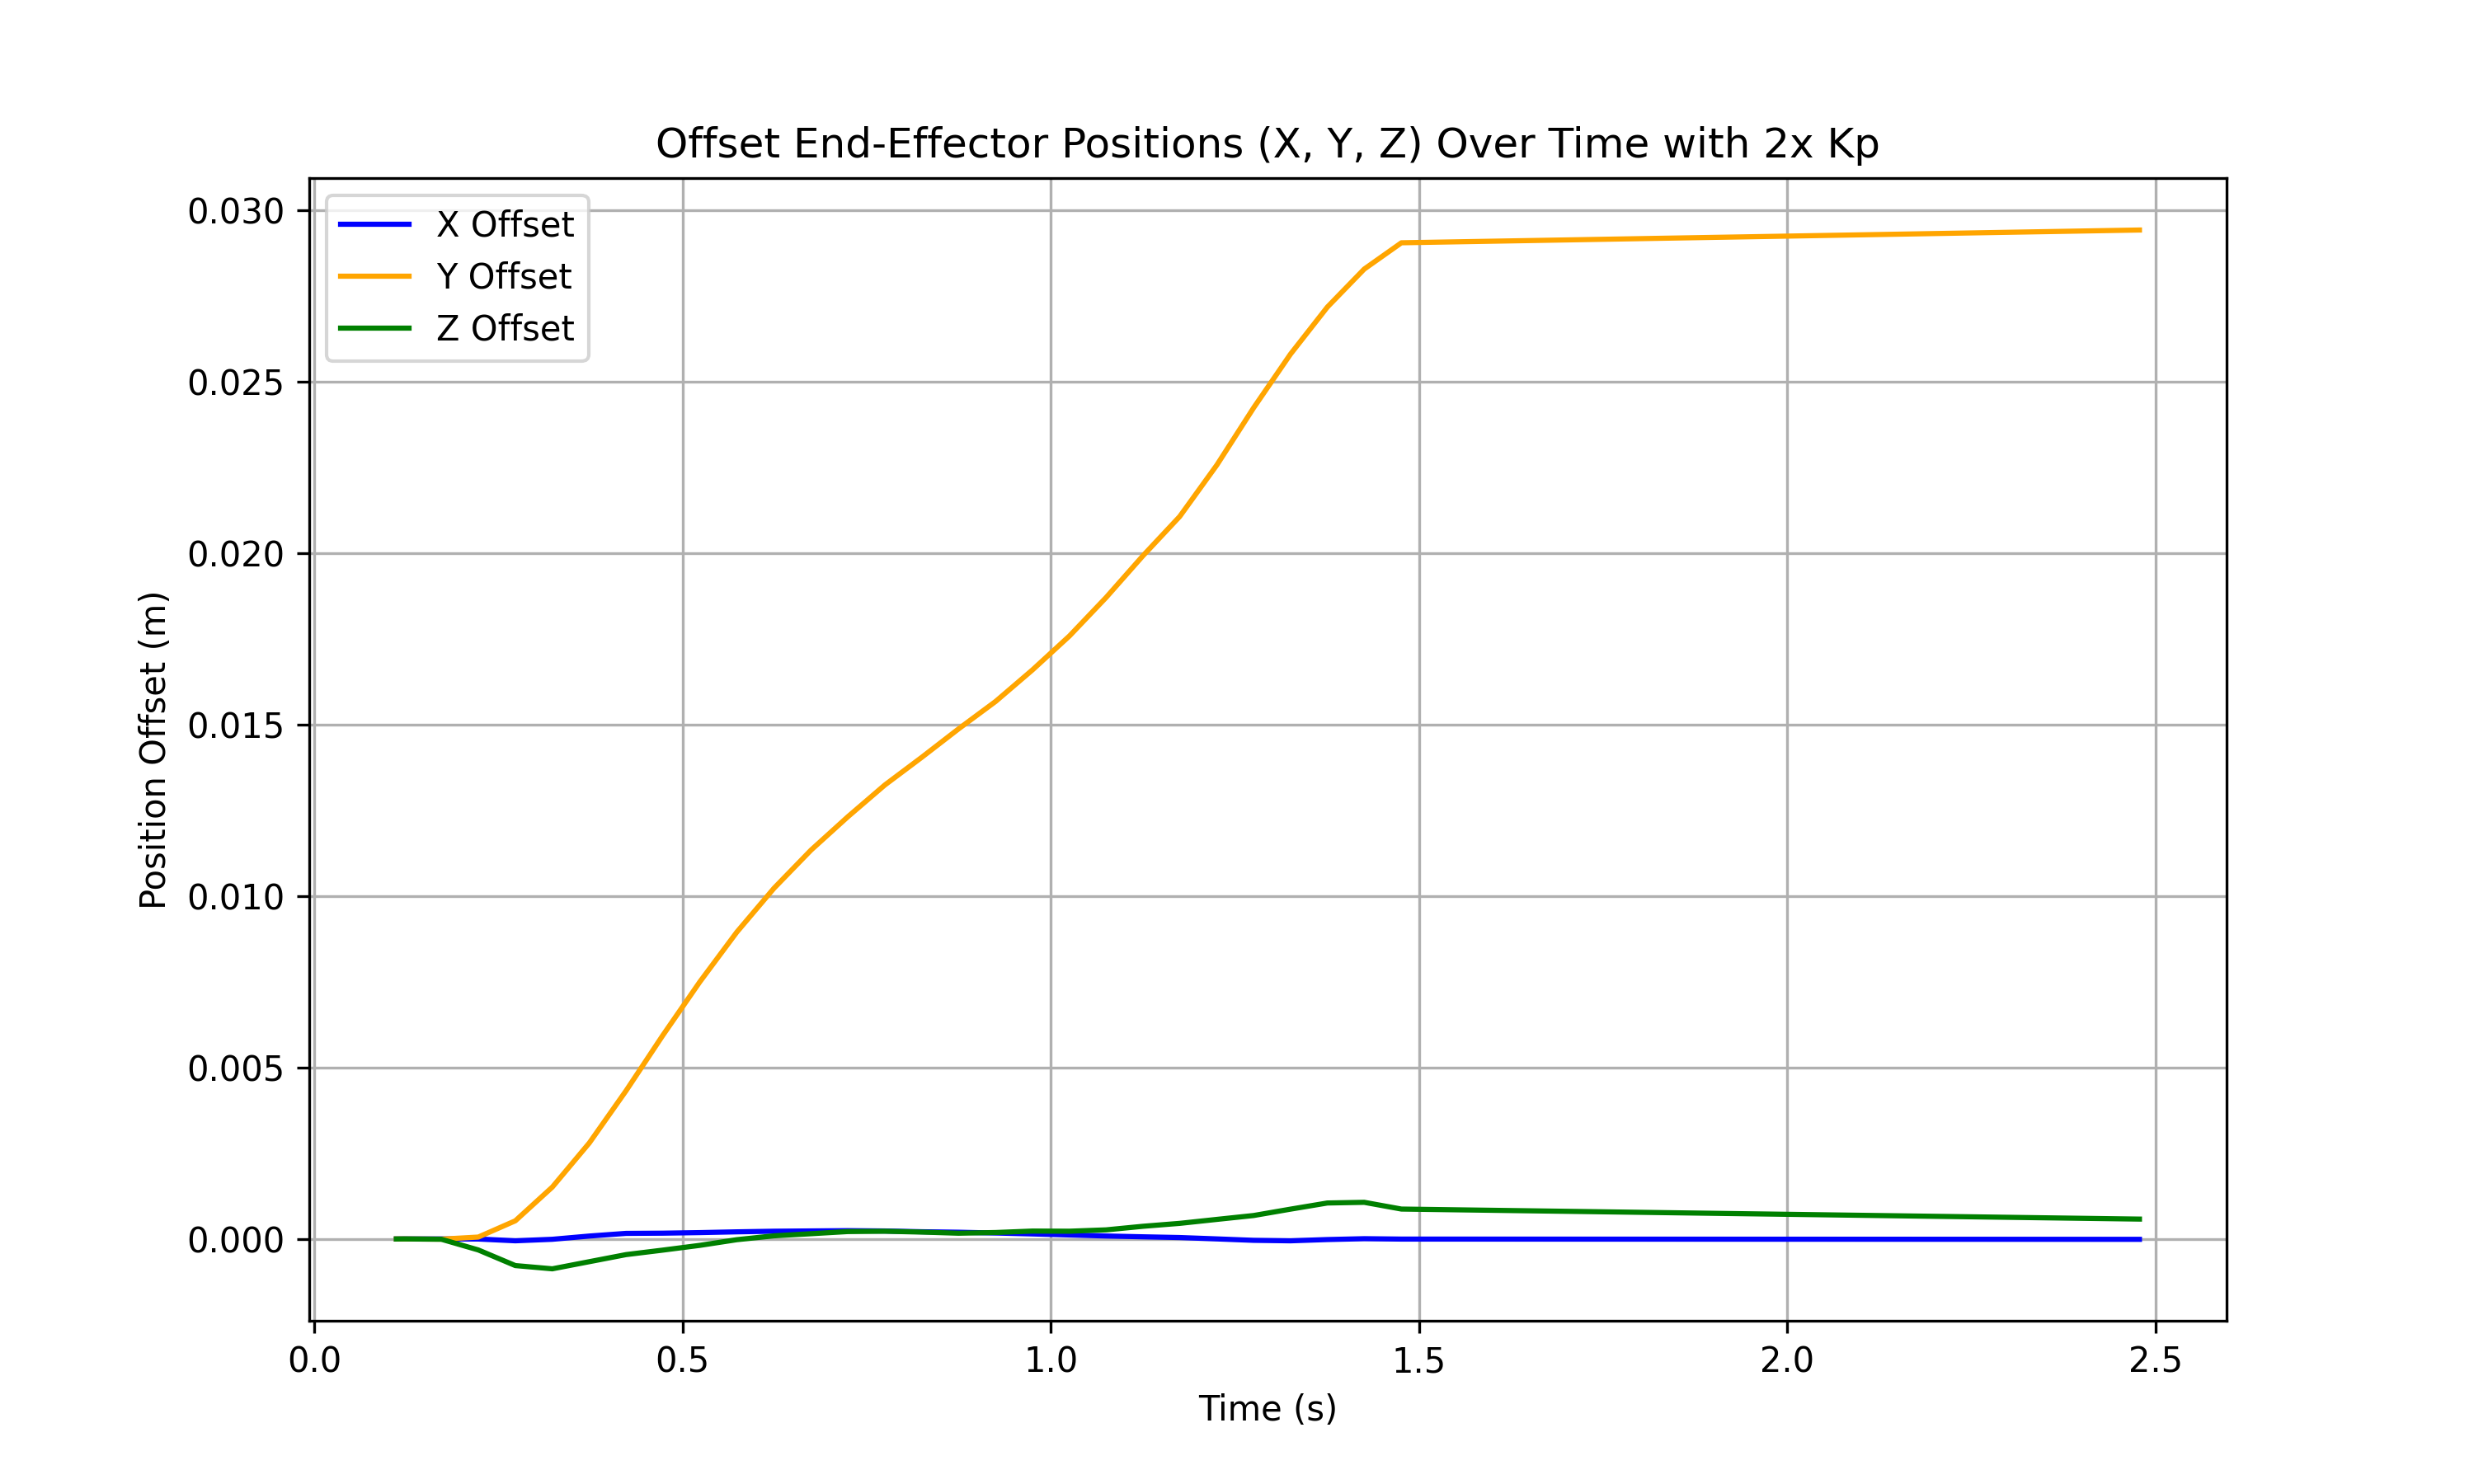 Offset End-Effector Positions (X, Y, Z) Over Time with 2x Kp
X Offset
Y Offset
Z Offset
0.030
0.025
0.020
0.015
0.010
0.005
0.000
Position Offset (m)
0.0 0.5 1.0 1.5 2.0 2.5
Time (s)